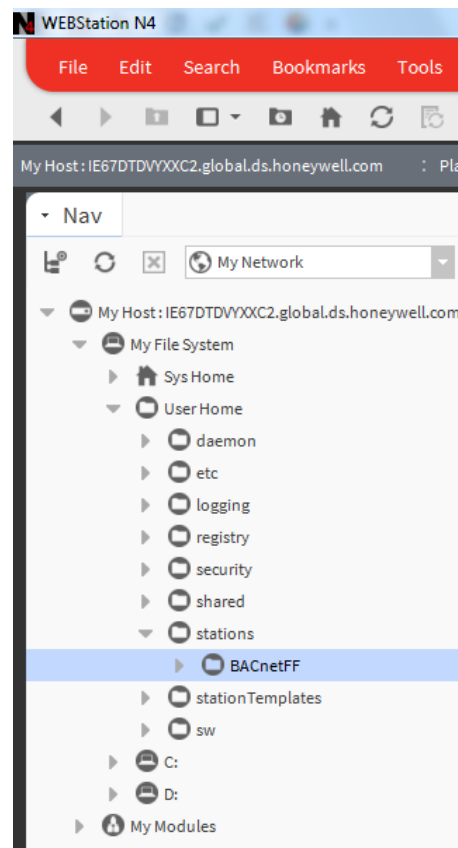 WEBStation N4
File Edit Search Bookmarks Tools
My Host : IE67DTDVYXXC2.global.ds.honeywell.com : Pla
Nav
My Network
My Host : IE67DTDVYXXC2.global.ds.honeywell.com
My File System
Sys Home
User Home
daemon
etc
logging
registry
security
shared
stations
BACnetFF
stationTemplates
sw
C:
D:
My Modules